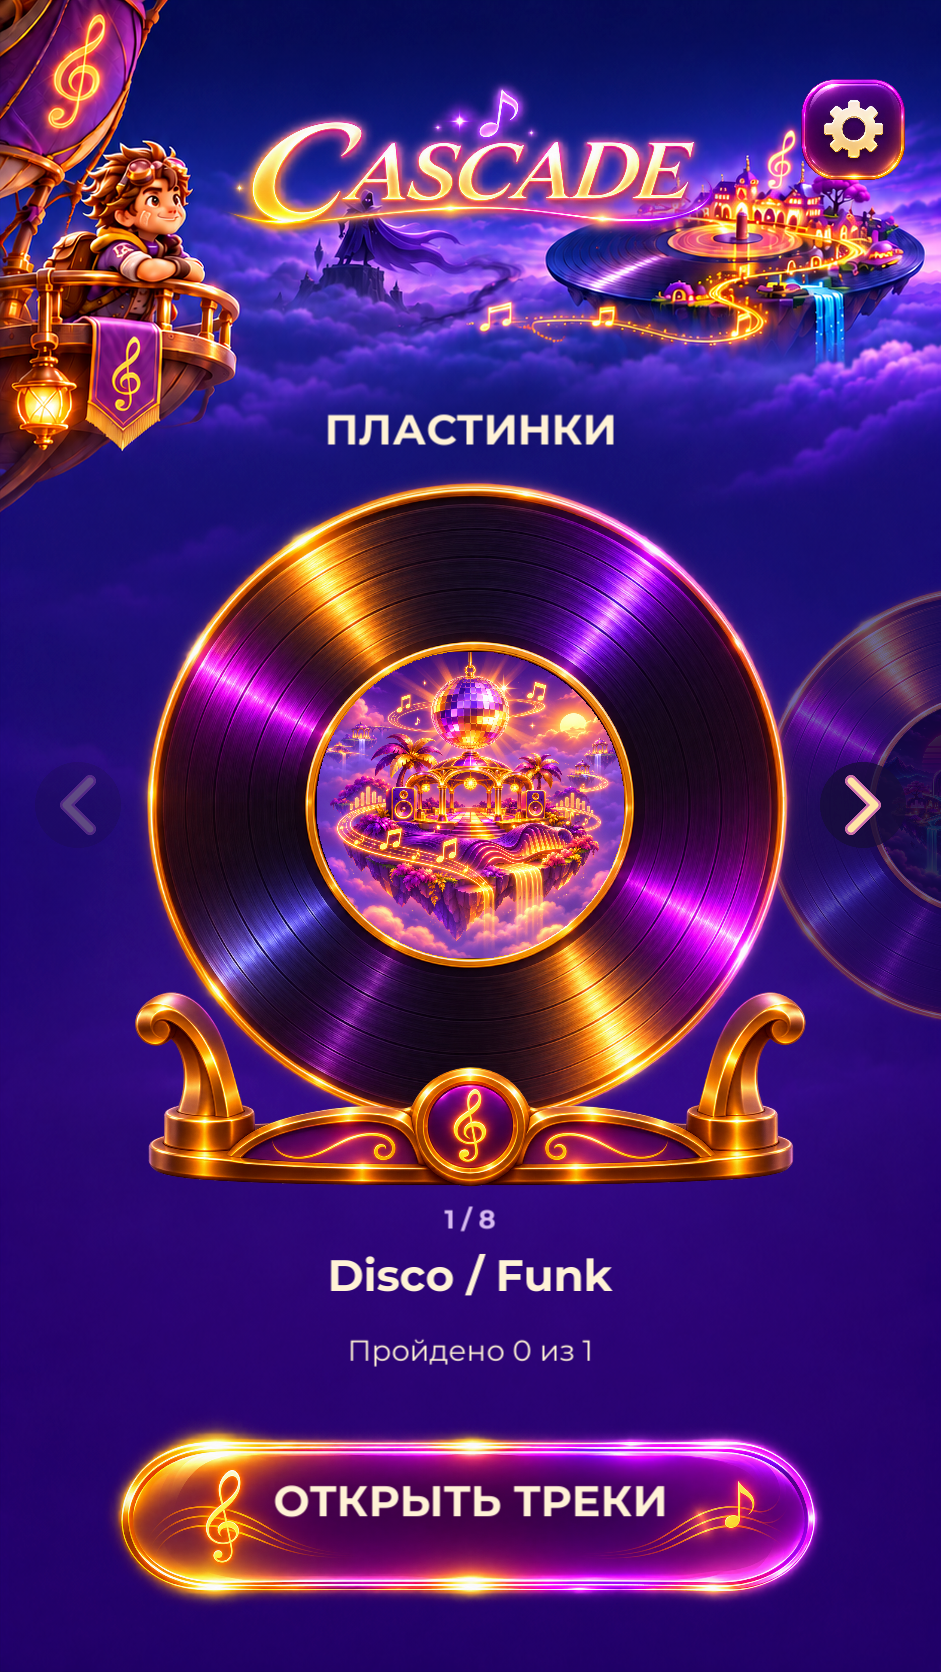 CASCADE
ПЛАСТИНКИ
1 / 8
Disco / Funk
Пройдено 0 из 1
ОТКРЫТЬ ТРЕКИ